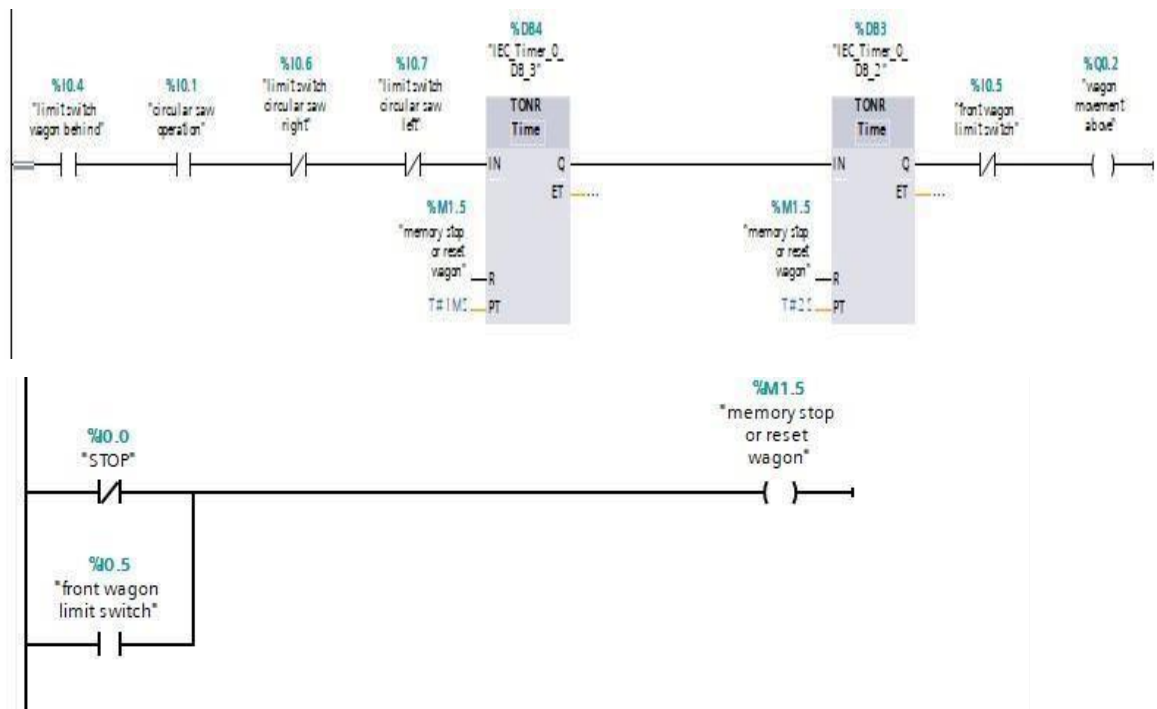 %DB4
"IEC_Timer_0_
DB_3"
%DB3
"IEC_Timer_0_
DB_2"
%I0.4
"limit switch
wagon behind"
%I0.1
"circular saw
operation"
%I0.6
"limit switch
circular saw
right"
%I0.7
"limit switch
circular saw
left"
TONR
Time
TONR
Time
%I0.5
"front wagon
limit switch"
%Q0.2
"wagon
movement
above"
IN
Q
ET
...
IN
Q
ET
...
%M1.5
"memory stop
or reset
wagon"
R
PT
%M1.5
"memory stop
or reset
wagon"
R
T#2S
PT
%M1.5
"memory stop
or reset
wagon"
%I0.0
"STOP"
%I0.5
"front wagon
limit switch"